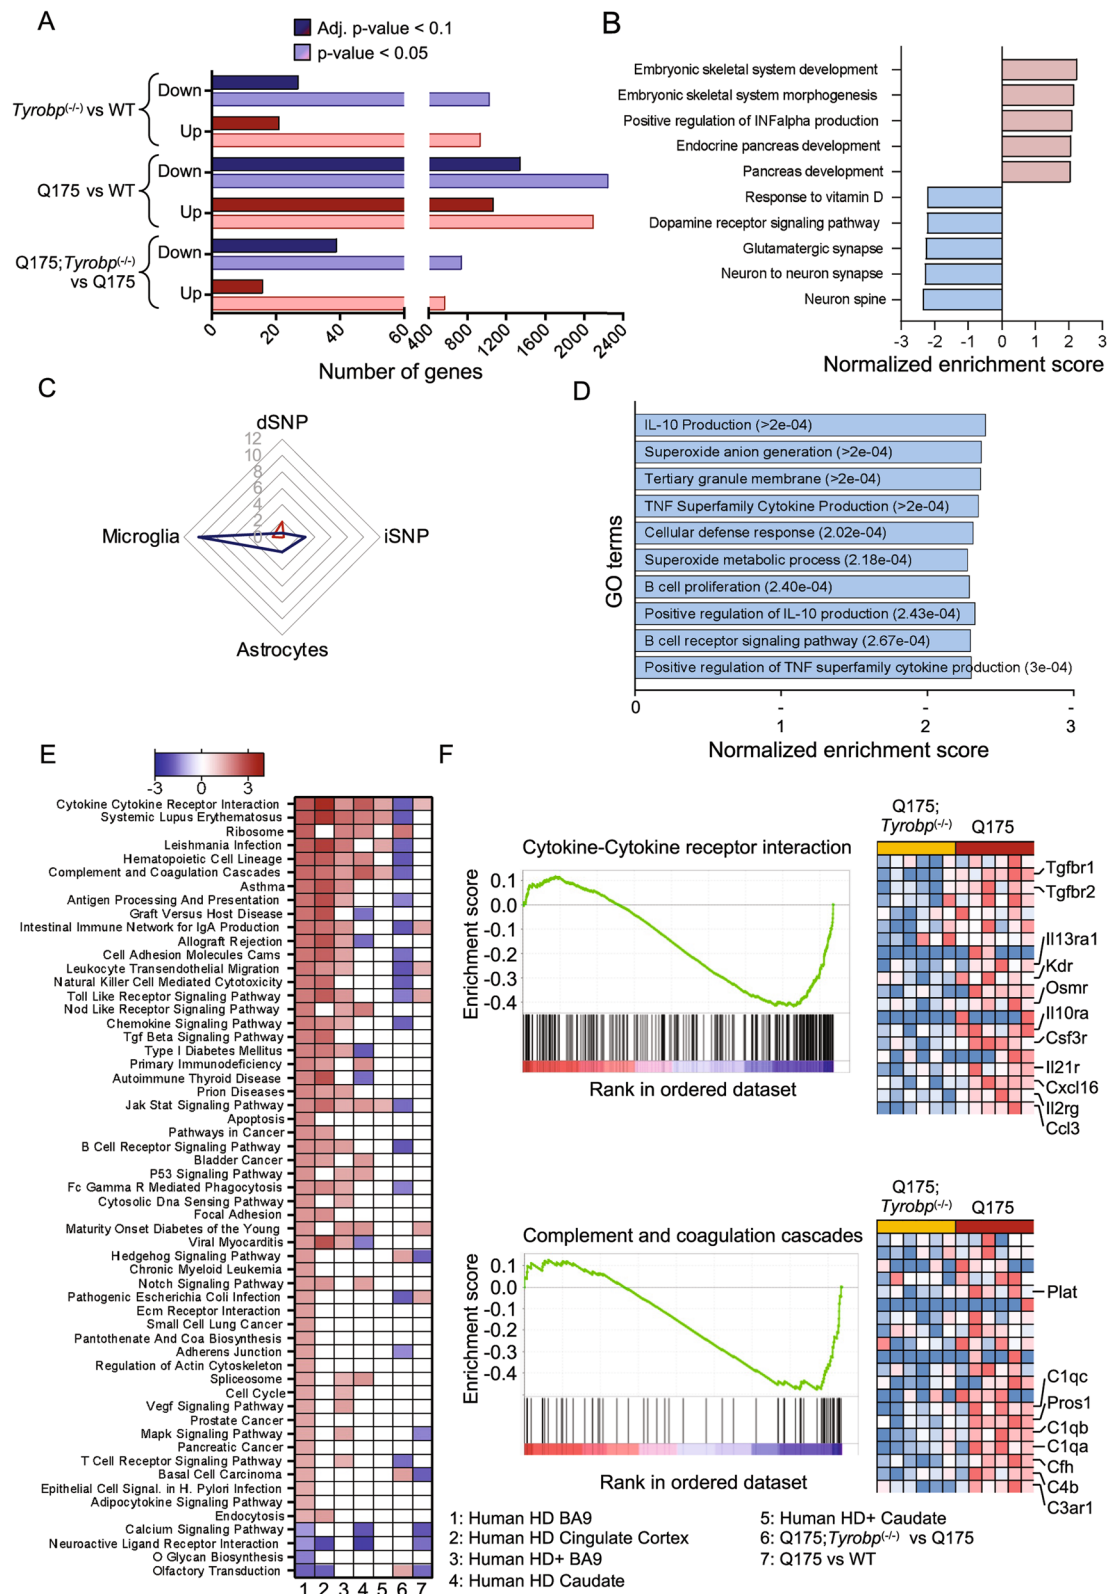 A
Adj. p-value < 0.1
p-value < 0.05
Tyrobp(-/-) vs WT
Down
Up
Q175 vs WT
Down
Up
Q175;Tyrobp(-/-)
vs Q175
Down
Up
0 20 40 60 400 800 1200 1600 2000 2400
Number of genes
B
Embryonic skeletal system development
Embryonic skeletal system morphogenesis
Positive regulation of INFalpha production
Endocrine pancreas development
Pancreas development
Response to vitamin D
Dopamine receptor signaling pathway
Glutamatergic synapse
Neuron to neuron synapse
Neuron spine
-3 -2 -1 0 1 2 3
Normalized enrichment score
C
dSNP
12
10
8
6
4
2
0
Microglia
iSNP
Astrocytes
D
GO terms
IL-10 Production (>2e-04)
Superoxide anion generation (>2e-04)
Tertiary granule membrane (>2e-04)
TNF Superfamily Cytokine Production (>2e-04)
Cellular defense response (2.02e-04)
Superoxide metabolic process (2.18e-04)
B cell proliferation (2.40e-04)
Positive regulation of IL-10 production (2.43e-04)
B cell receptor signaling pathway (2.67e-04)
Positive regulation of TNF superfamily cytokine production (3e-04)
0 - - -
1 2 3
Normalized enrichment score
E
-3 0 3
Cytokine Cytokine Receptor Interaction
Systemic Lupus Erythematosus
Ribosome
Leishmania Infection
Hematopoietic Cell Lineage
Complement and Coagulation Cascades
Asthma
Antigen Processing And Presentation
Graft Versus Host Disease
Intestinal Immune Network for IgA Production
Allograft Rejection
Cell Adhesion Molecules Cams
Leukocyte Transendothelial Migration
Natural Killer Cell Mediated Cytotoxicity
Toll Like Receptor Signaling Pathway
Nod Like Receptor Signaling Pathway
Chemokine Signaling Pathway
Tgf Beta Signaling Pathway
Type I Diabetes Mellitus
Primary Immunodeficiency
Autoimmune Thyroid Disease
Prion Diseases
Jak Stat Signaling Pathway
Apoptosis
Pathways in Cancer
B Cell Receptor Signaling Pathway
Bladder Cancer
P53 Signaling Pathway
Fc Gamma R Mediated Phagocytosis
Cytosolic Dna Sensing Pathway
Focal Adhesion
Maturity Onset Diabetes of the Young
Viral Myocarditis
Hedgehog Signaling Pathway
Chronic Myeloid Leukemia
Notch Signaling Pathway
Pathogenic Escherichia Coli Infection
Ecm Receptor Interaction
Small Cell Lung Cancer
Pantothenate And Coa Biosynthesis
Adherens Junction
Regulation of Actin Cytoskeleton
Spliceosome
Cell Cycle
Vegf Signaling Pathway
Prostate Cancer
Mapk Signaling Pathway
Pancreatic Cancer
T Cell Receptor Signaling Pathway
Basal Cell Carcinoma
Epithelial Cell Signal. in H. Pylori Infection
Adipocytokine Signaling Pathway
Endocytosis
Calcium Signaling Pathway
Neuroactive Ligand Receptor Interaction
O Glycan Biosynthesis
Olfactory Transduction
1 2 3 4 5 6 7
F
Cytokine-Cytokine receptor interaction
Enrichment score
0.1
0.0
-0.1
-0.2
-0.3
-0.4
Rank in ordered dataset
Q175;
Tyrobp(-/-)
Q175
Tgfbr1
Tgfbr2
Il13ra1
Kdr
Osmr
Il10ra
Csf3r
Il21r
Cxcl16
Il2rg
Ccl3
Complement and coagulation cascades
Enrichment score
0.1
0.0
-0.1
-0.2
-0.3
-0.4
Rank in ordered dataset
Q175;
Tyrobp(-/-)
Q175
Plat
C1qc
Pros1
C1qb
C1qa
Cfh
C4b
C3ar1
1: Human HD BA9
2: Human HD Cingulate Cortex
3: Human HD+ BA9
4: Human HD Caudate
5: Human HD+ Caudate
6: Q175;Tyrobp(-/-) vs Q175
7: Q175 vs WT